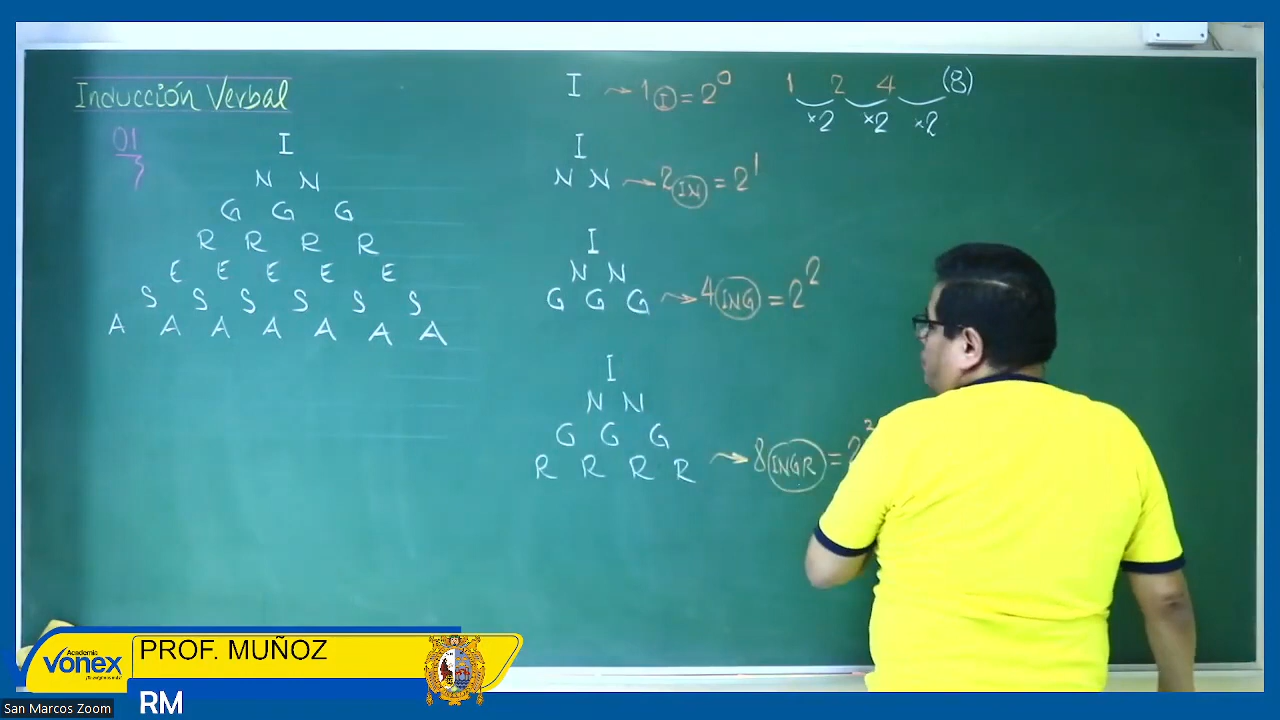 Inducción Verbal
01
I
N N
G G G
R R R R
E E E E E
S S S S S S
A A A A A A A
I → 1 I = 2⁰
I
N N → 2 IN = 2¹
I
N N
G G G → 4 ING = 2²
I
N N
G G G
R R R R → 8 INGR =
1 2 4 (8)
×2 ×2 ×2
Academia
vonex
PROF. MUÑOZ
RM
San Marcos Zoom